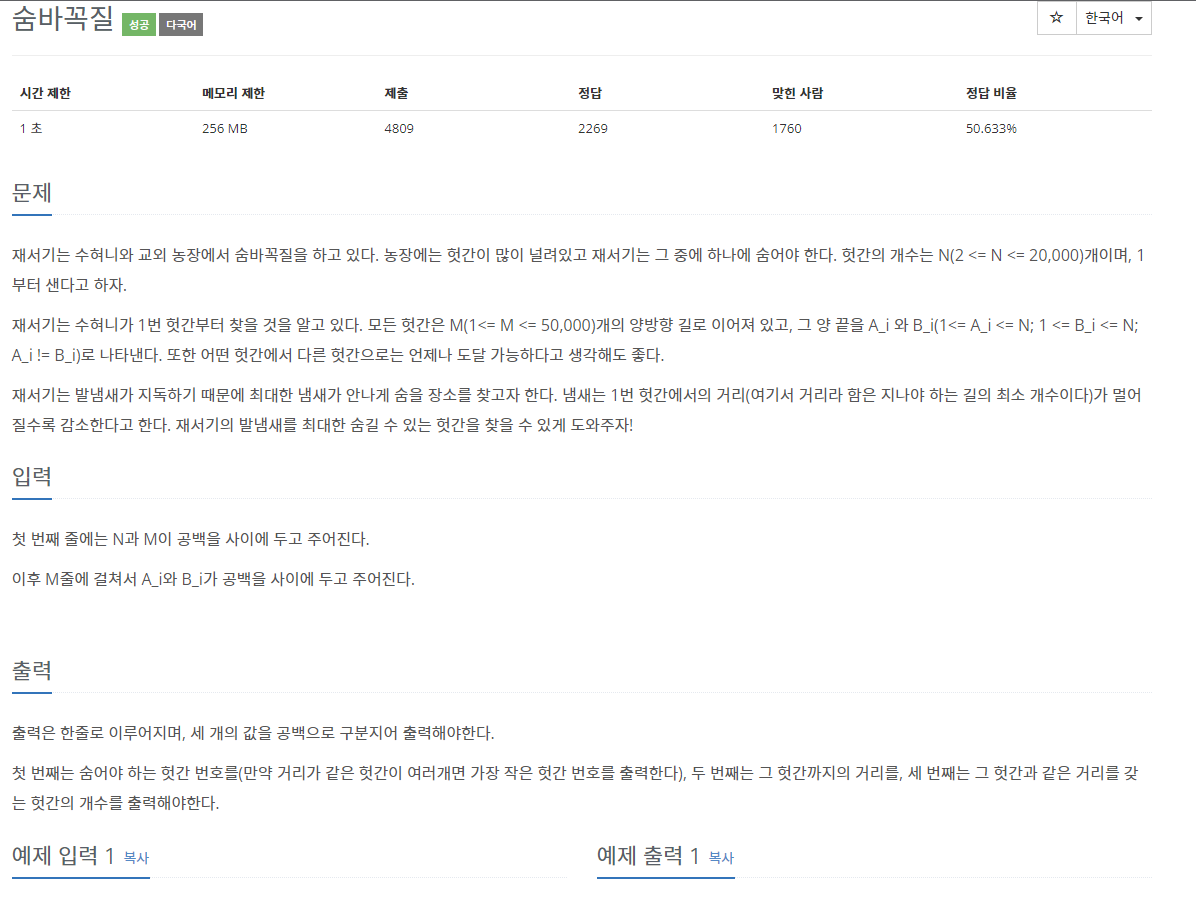 숨바꼭질 성공 다국어
☆ 한국어
시간 제한 메모리 제한 제출 정답 맞힌 사람 정답 비율
1 초 256 MB 4809 2269 1760 50.633%
문제
재서기는 수혀니와 교외 농장에서 숨바꼭질을 하고 있다. 농장에는 헛간이 많이 널려있고 재서기는 그 중에 하나에 숨어야 한다. 헛간의 개수는 N(2 <= N <= 20,000)개이며, 1
부터 샌다고 하자.
재서기는 수혀니가 1번 헛간부터 찾을 것을 알고 있다. 모든 헛간은 M(1<= M <= 50,000)개의 양방향 길로 이어져 있고, 그 양 끝을 A_i 와 B_i(1<= A_i <= N; 1 <= B_i <= N;
A_i != B_i)로 나타낸다. 또한 어떤 헛간에서 다른 헛간으로는 언제나 도달 가능하다고 생각해도 좋다.
재서기는 발냄새가 지독하기 때문에 최대한 냄새가 안나게 숨을 장소를 찾고자 한다. 냄새는 1번 헛간에서의 거리(여기서 거리라 함은 지나야 하는 길의 최소 개수이다)가 멀어
질수록 감소한다고 한다. 재서기의 발냄새를 최대한 숨길 수 있는 헛간을 찾을 수 있게 도와주자!
입력
첫 번째 줄에는 N과 M이 공백을 사이에 두고 주어진다.
이후 M줄에 걸쳐서 A_i와 B_i가 공백을 사이에 두고 주어진다.
출력
출력은 한줄로 이루어지며, 세 개의 값을 공백으로 구분지어 출력해야한다.
첫 번째는 숨어야 하는 헛간 번호를(만약 거리가 같은 헛간이 여러개면 가장 작은 헛간 번호를 출력한다), 두 번째는 그 헛간까지의 거리를, 세 번째는 그 헛간과 같은 거리를 갖
는 헛간의 개수를 출력해야한다.
예제 입력 1 복사
예제 출력 1 복사